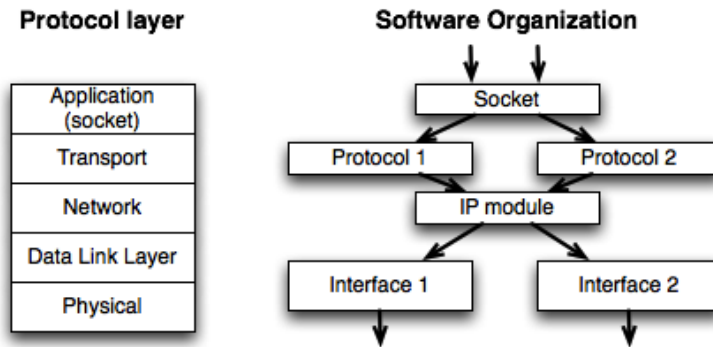 Protocol layer
Application
(socket)
Transport
Network
Data Link Layer
Physical
Software Organization
Socket
Protocol 1
Protocol 2
IP module
Interface 1
Interface 2